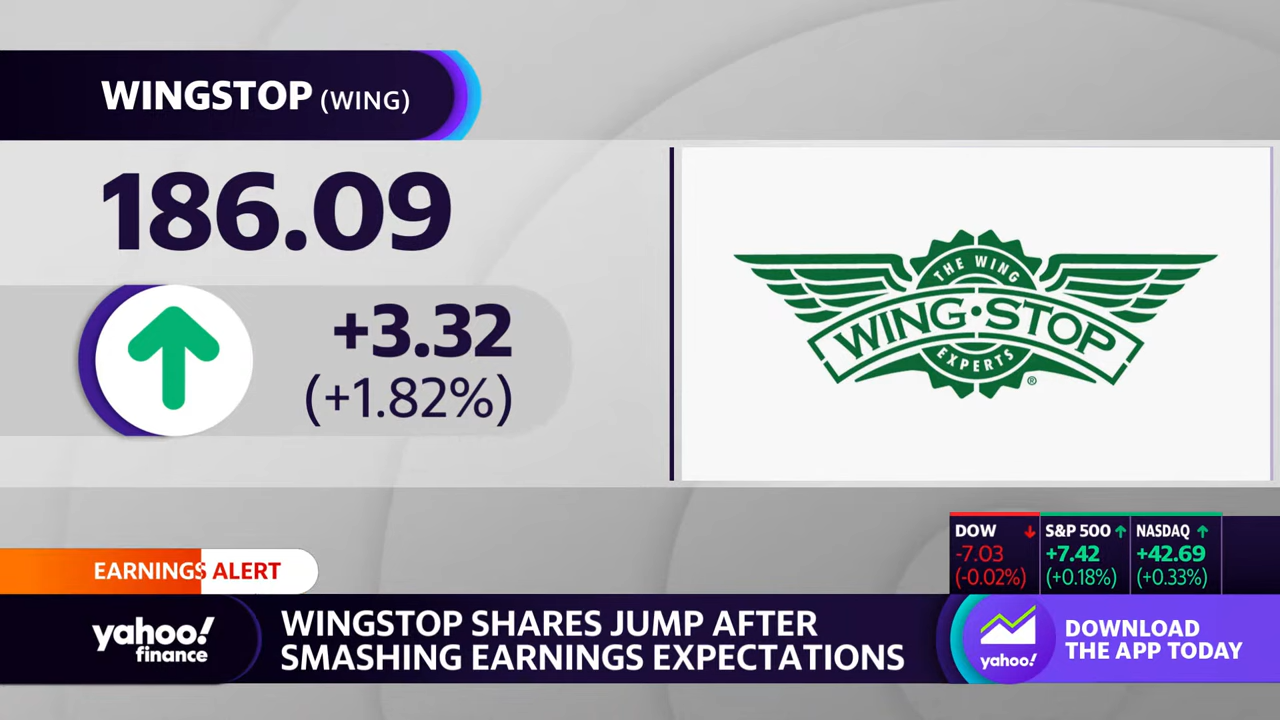 WINGSTOP (WING)
186.09
+3.32
(+1.82%)
THE WING
WING•STOP
EXPERTS
®
EARNINGS ALERT
DOW
-7.03
(-0.02%)
S&P 500
+7.42
(+0.18%)
NASDAQ
+42.69
(+0.33%)
yahoo!
finance
WINGSTOP SHARES JUMP AFTER
SMASHING EARNINGS EXPECTATIONS
yahoo!
DOWNLOAD
THE APP TODAY